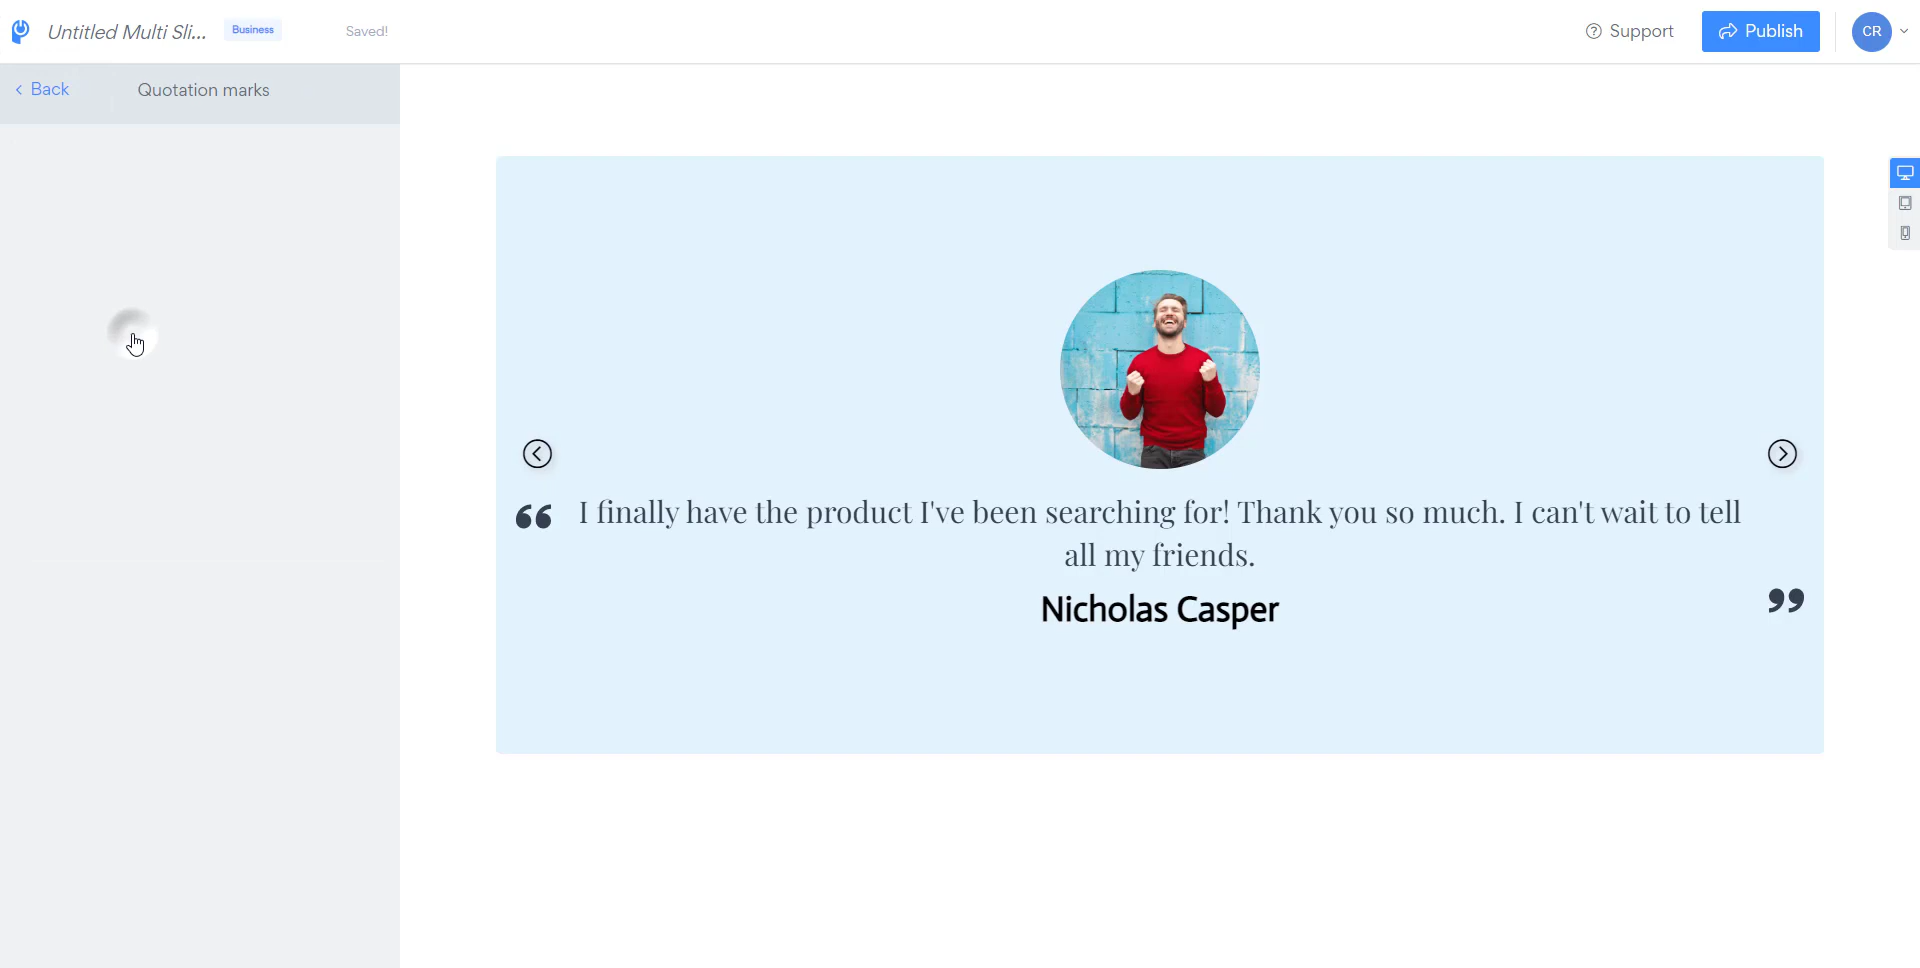 Untitled Multi Sli...
Business
Saved!
Support
Publish
CR
Back
Quotation marks
“ I finally have the product I've been searching for! Thank you so much. I can't wait to tell
all my friends.
”
Nicholas Casper